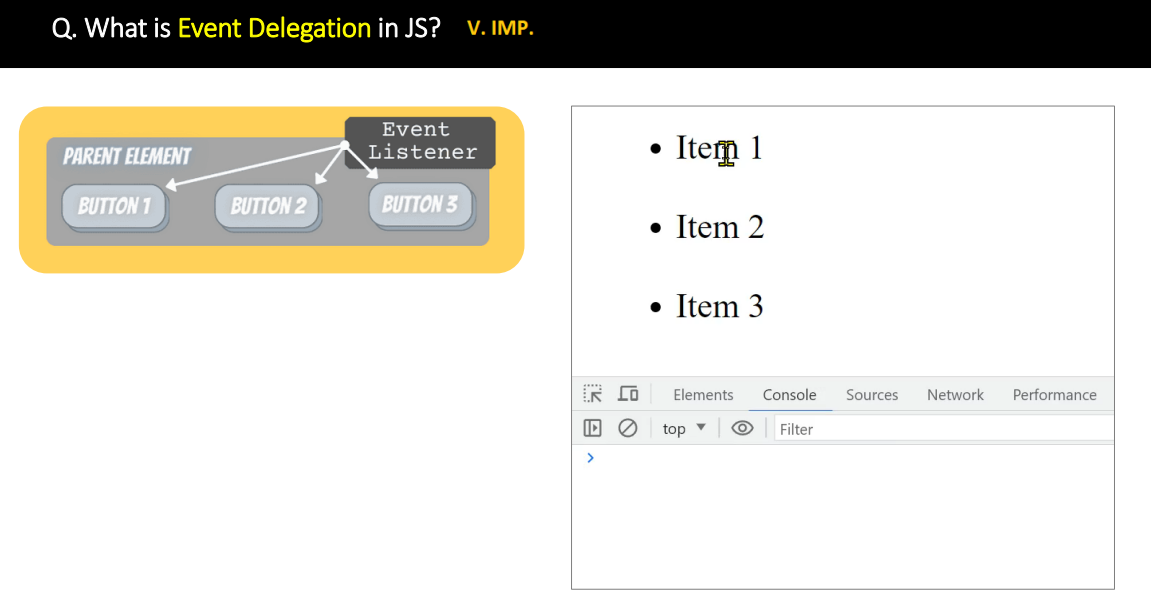 Q. What is Event Delegation in JS? V. IMP.
Event
Listener
PARENT ELEMENT
BUTTON 1
BUTTON 2
BUTTON 3
• Item 1
• Item 2
• Item 3
Elements Console Sources Network Performance
top Filter